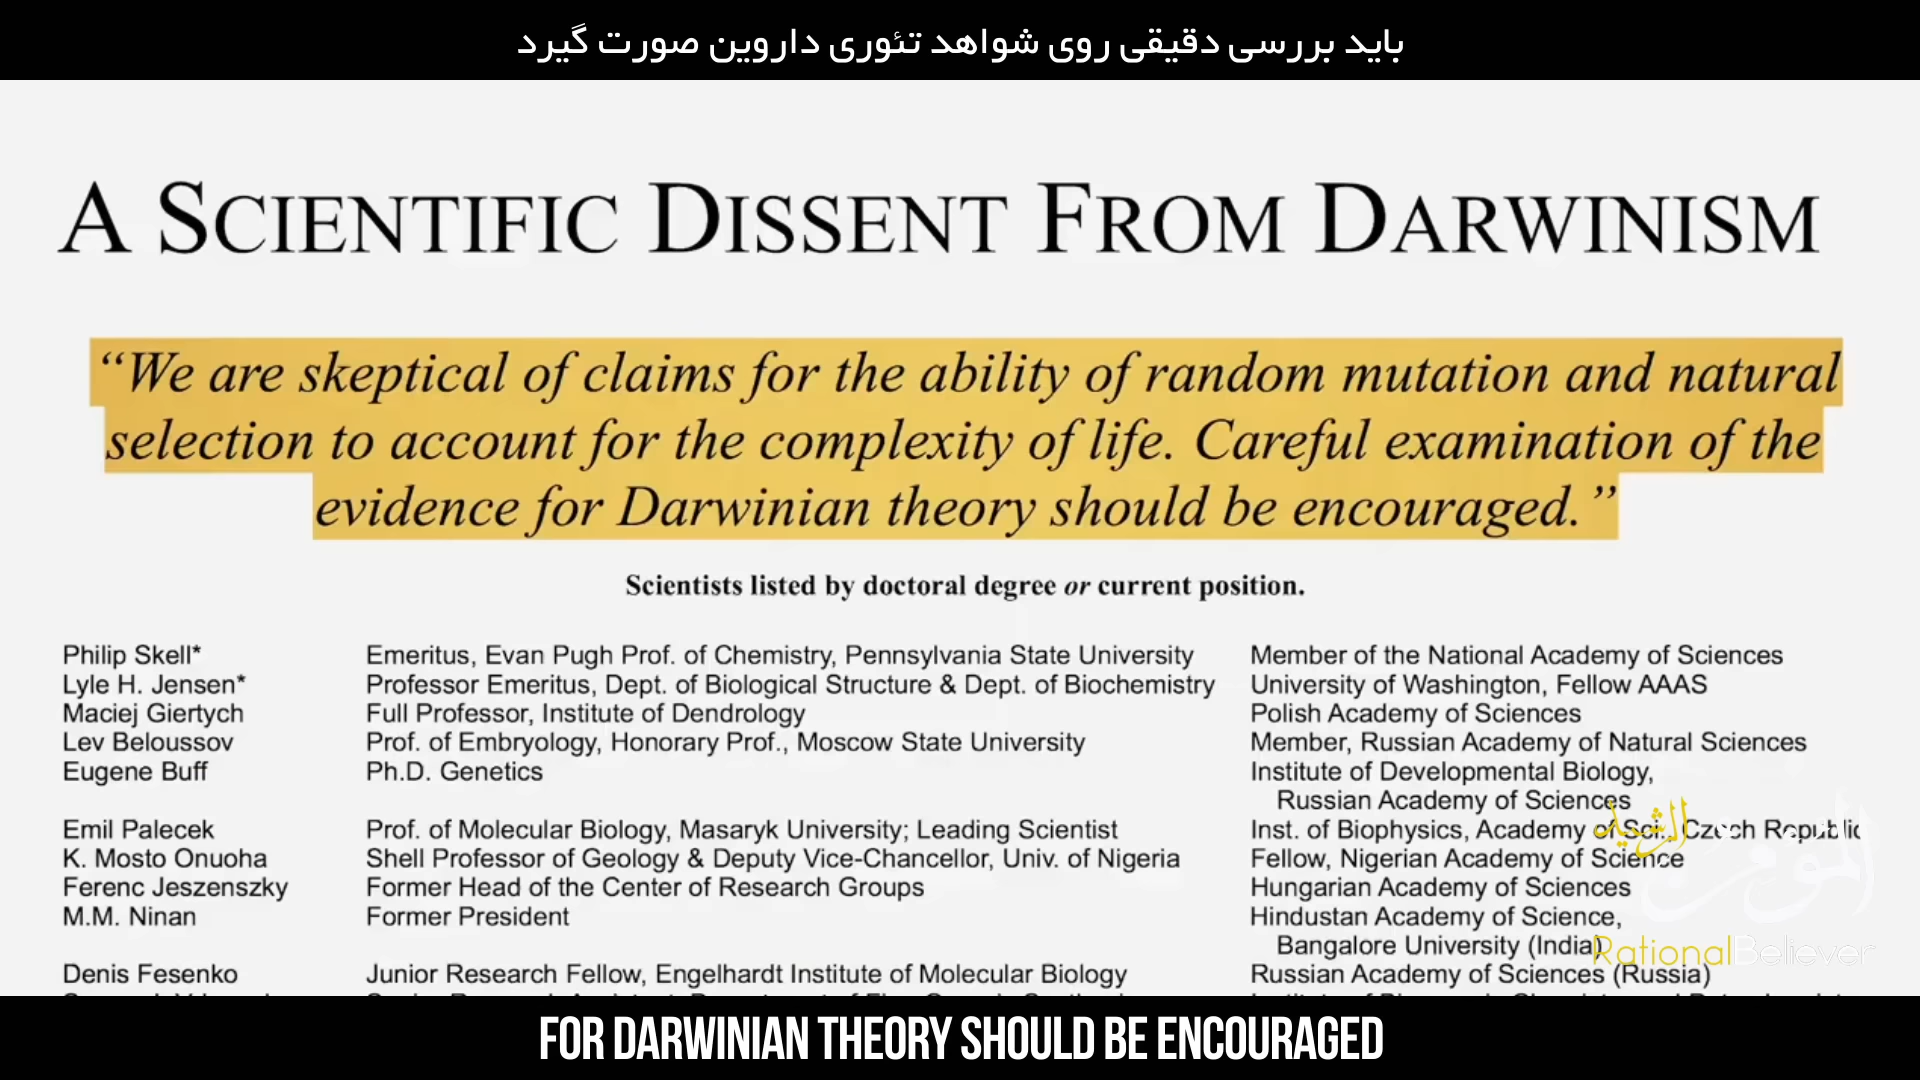 باید بررسی دقیقی روی شواهد تئوری داروین صورت گیرد
A SCIENTIFIC DISSENT FROM DARWINISM
“We are skeptical of claims for the ability of random mutation and natural
selection to account for the complexity of life. Careful examination of the
evidence for Darwinian theory should be encouraged.”
Scientists listed by doctoral degree or current position.
Philip Skell* Emeritus, Evan Pugh Prof. of Chemistry, Pennsylvania State University Member of the National Academy of Sciences
Lyle H. Jensen* Professor Emeritus, Dept. of Biological Structure & Dept. of Biochemistry University of Washington, Fellow AAAS
Maciej Giertych Full Professor, Institute of Dendrology Polish Academy of Sciences
Lev Beloussov Prof. of Embryology, Honorary Prof., Moscow State University Member, Russian Academy of Natural Sciences
Eugene Buff Ph.D. Genetics Institute of Developmental Biology,
Russian Academy of Sciences
Emil Palecek Prof. of Molecular Biology, Masaryk University; Leading Scientist Inst. of Biophysics, Academy of Sci., Czech Republic
K. Mosto Onuoha Shell Professor of Geology & Deputy Vice-Chancellor, Univ. of Nigeria Fellow, Nigerian Academy of Science
Ferenc Jeszenszky Former Head of the Center of Research Groups Hungarian Academy of Sciences
M.M. Ninan Former President Hindustan Academy of Science,
Bangalore University (India)
Denis Fesenko Junior Research Fellow, Engelhardt Institute of Molecular Biology Russian Academy of Sciences (Russia)
المؤمن الرشید
RationalBeliever
FOR DARWINIAN THEORY SHOULD BE ENCOURAGED